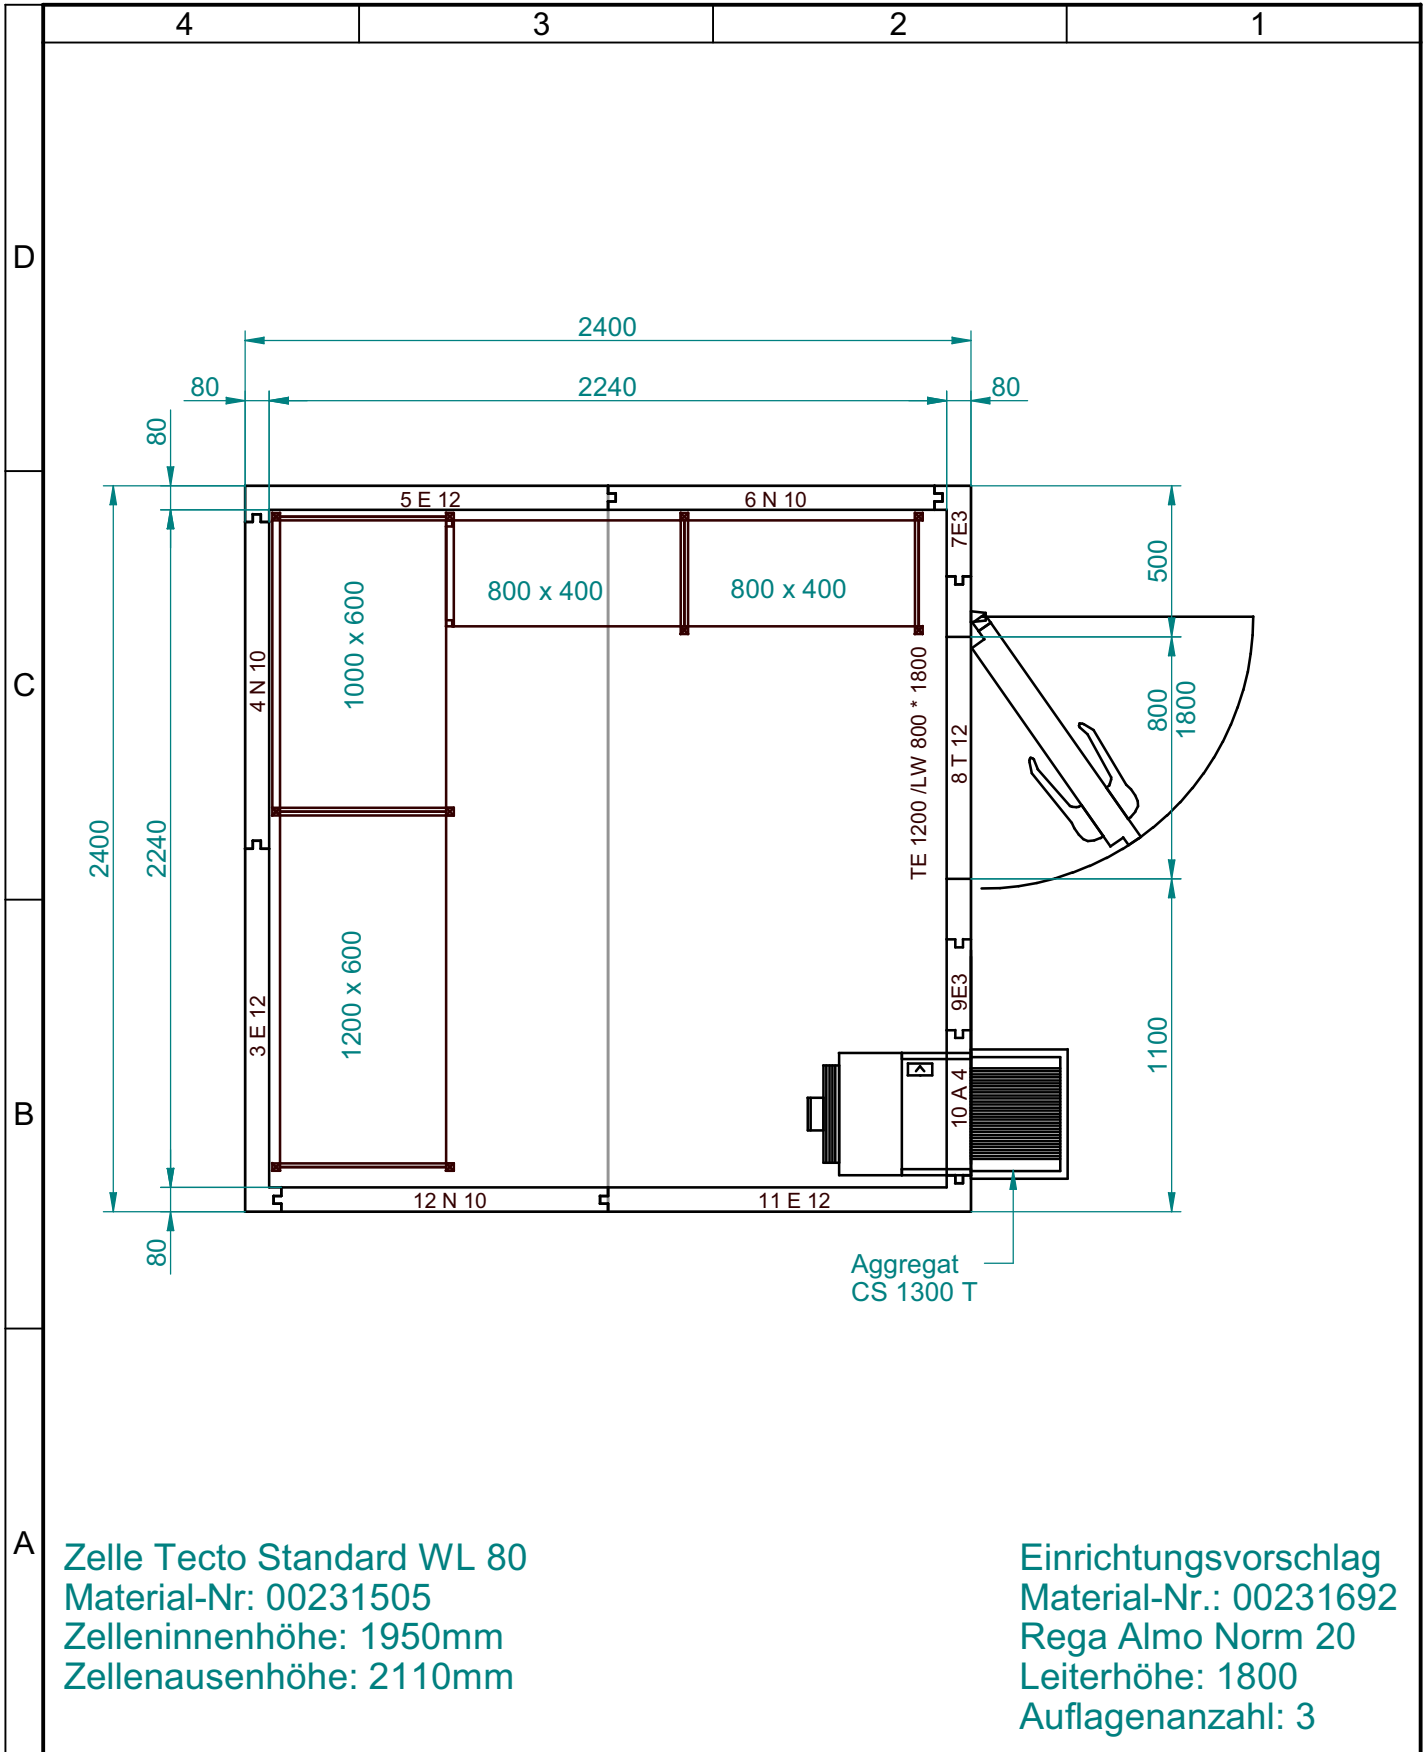 4 3 2 1
D
C
B
A
2400
80 2240 80
80
5 E 12 6 N 10
7E3
500
1000 x 600
800 x 400 800 x 400
4 N 10
TE 1200 /LW 800 * 1800
8 T 12
800
1800
2400
2240
1200 x 600
3 E 12
9E3
1100
10 A 4
12 N 10 11 E 12
80
Aggregat
CS 1300 T
Zelle Tecto Standard WL 80
Material-Nr: 00231505
Zelleninnenhöhe: 1950mm
Zellenausenhöhe: 2110mm
Einrichtungsvorschlag
Material-Nr.: 00231692
Rega Almo Norm 20
Leiterhöhe: 1800
Auflagenanzahl: 3